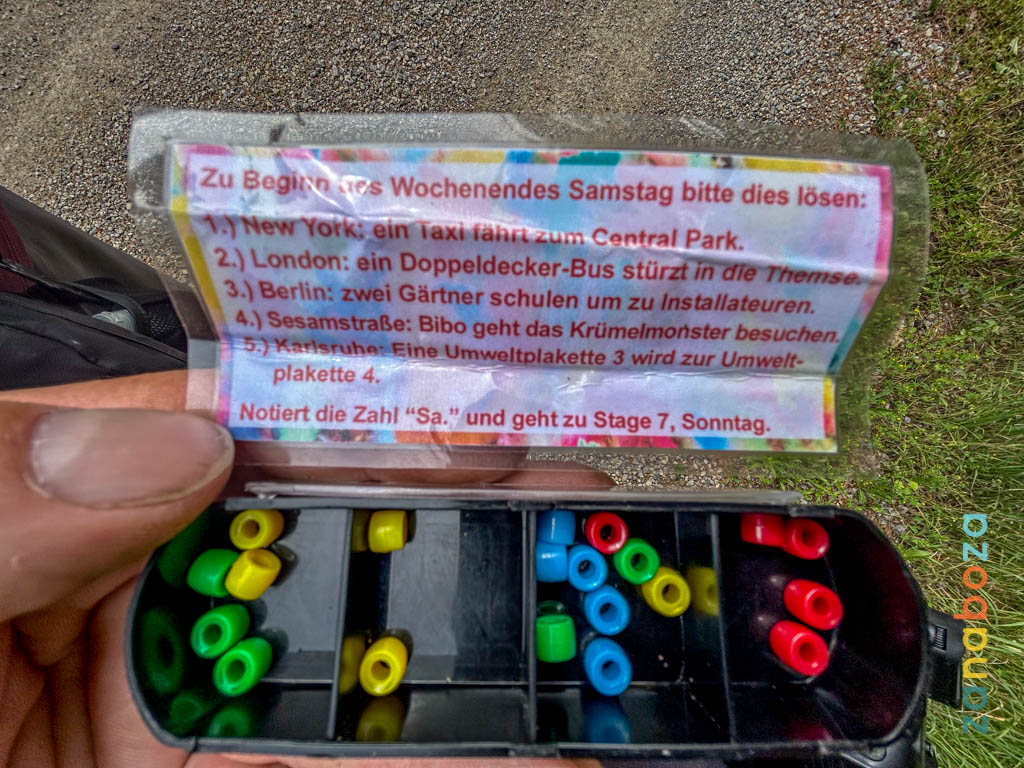 Zu Beginn des Wochenendes Samstag bitte dies lösen:
1.) New York: ein Taxi fährt zum Central Park.
2.) London: ein Doppeldecker-Bus stürzt in die Themse.
3.) Berlin: zwei Gärtner schulen um zu Installateuren.
4.) Sesamstraße: Bibo geht das Krümelmonster besuchen.
5.) Karlsruhe: Eine Umweltplakette 3 wird zur Umwelt-
plakette 4.
Notiert die Zahl “Sa.” und geht zu Stage 7, Sonntag.
zanaboza